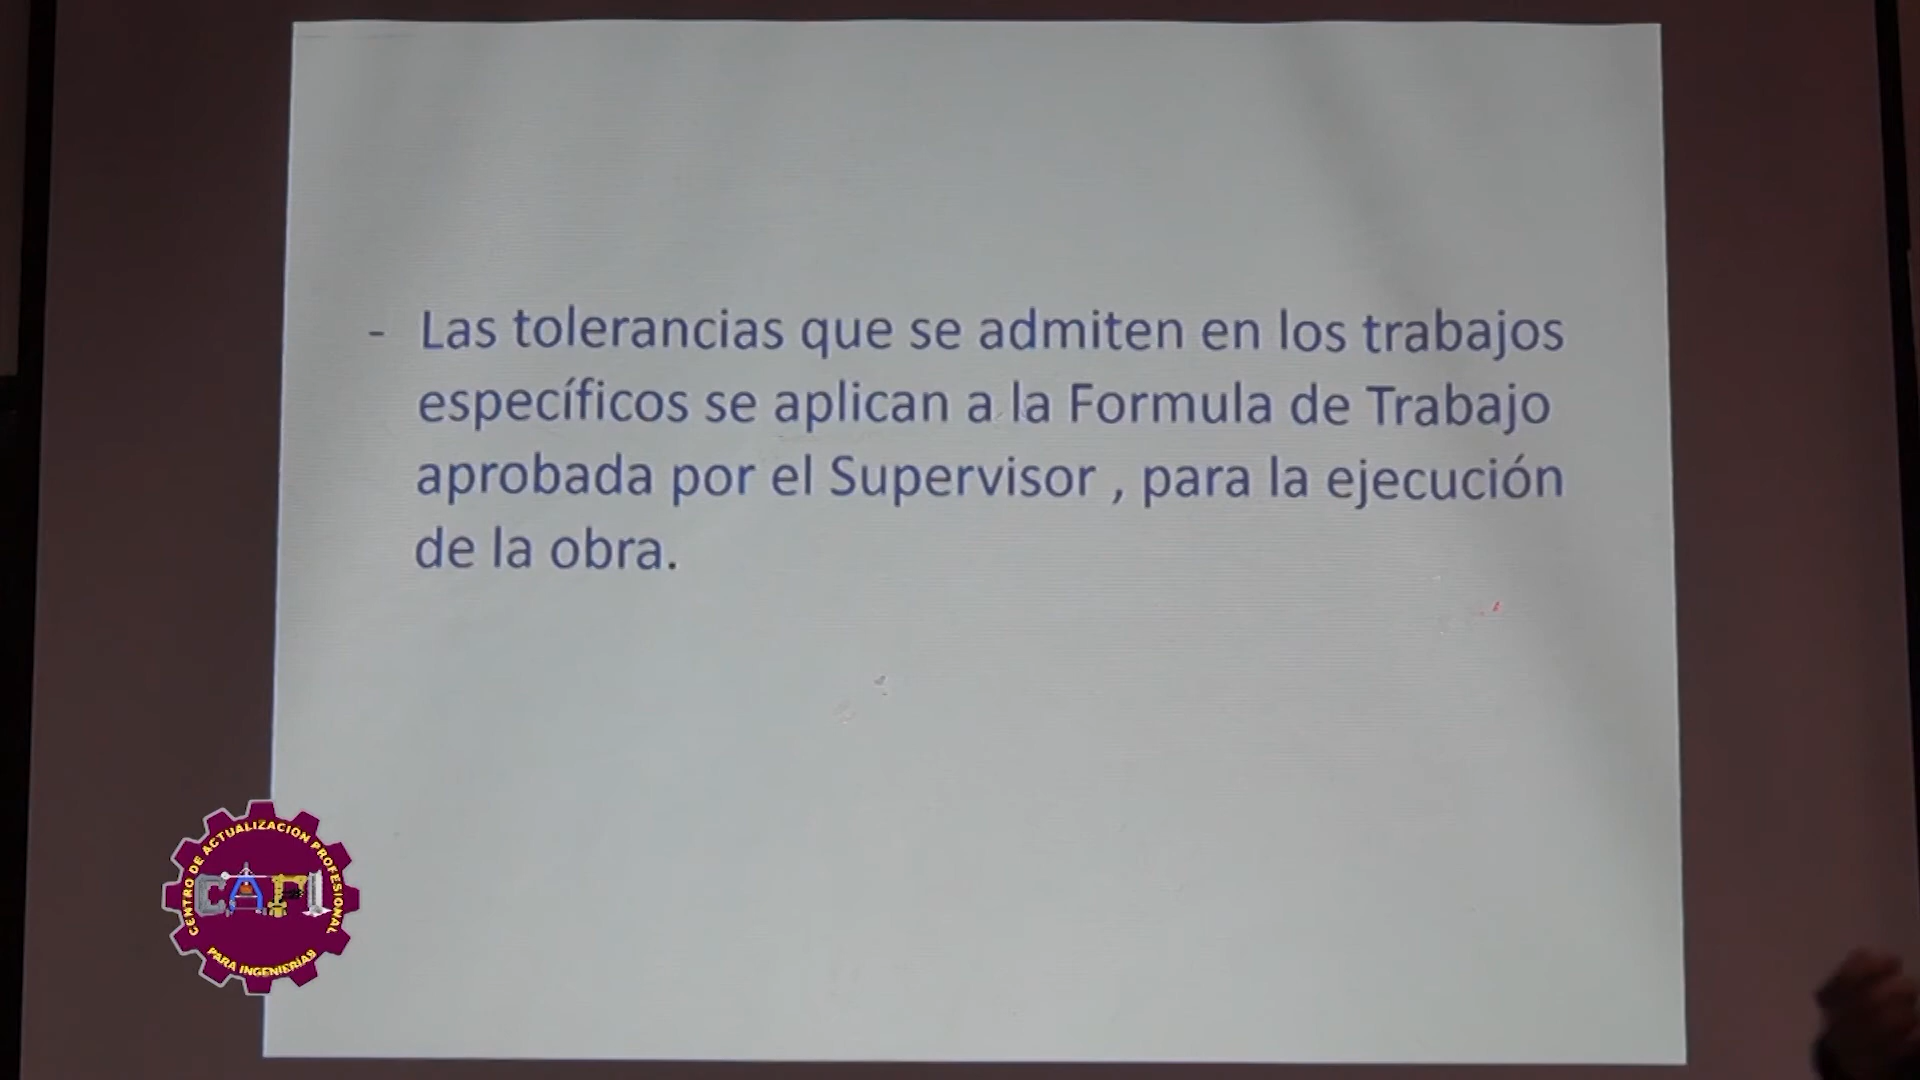 - Las tolerancias que se admiten en los trabajos
específicos se aplican a la Formula de Trabajo
aprobada por el Supervisor , para la ejecución
de la obra.
CENTRO DE ACTUALIZACION PROFESIONAL
CAPI
PARA INGENIERIAS